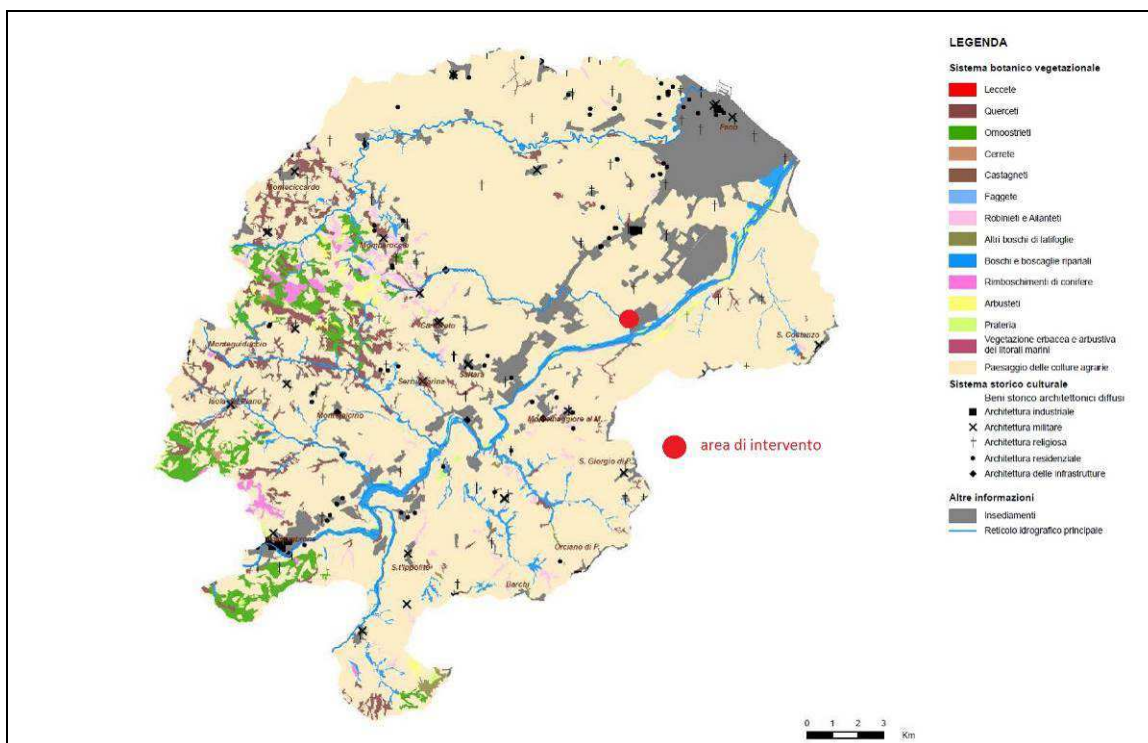 LEGENDA
Sistema botanico vegetazionale
Leccete
Querceti
Ornoostrieti
Cerrete
Castagneti
Faggete
Robinieti e Ailanteti
Altri boschi di latifoglie
Boschi e boscaglie ripariali
Rimboschimenti di conifere
Arbusteti
Prateria
Vegetazione erbacea e arbustiva
dei litorali marini
Paesaggio delle colture agrarie
Sistema storico culturale
Beni storico architettonici diffusi
Architettura industriale
Architettura militare
Architettura religiosa
Architettura residenziale
Architettura delle infrastrutture
Altre informazioni
Insediamenti
Reticolo idrografico principale
Fano
Monteciccardo
Mombaroccio
S. Costanzo
Cartoceto
Monteguiduccio
Saltara
Serrungarina
Isola del Piano
Montefelcino
Montemaggiore al M.
area di intervento
S. Giorgio di P.
Orciano di P.
S.t'Ippolito
Barchi
0 1 2 3
Km